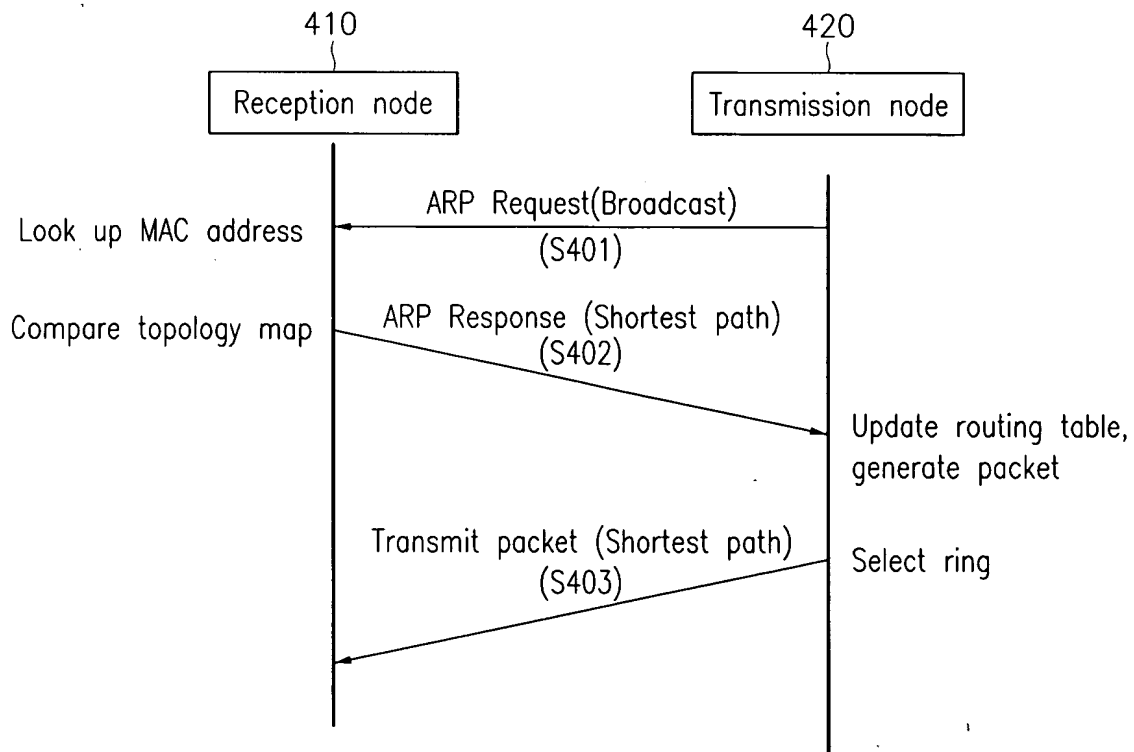 410
420
Reception node
Transmission node
ARP Request(Broadcast)
(S401)
Look up MAC address
Compare topology map
ARP Response (Shortest path)
(S402)
Update routing table,
generate packet
Transmit packet (Shortest path)
(S403)
Select ring